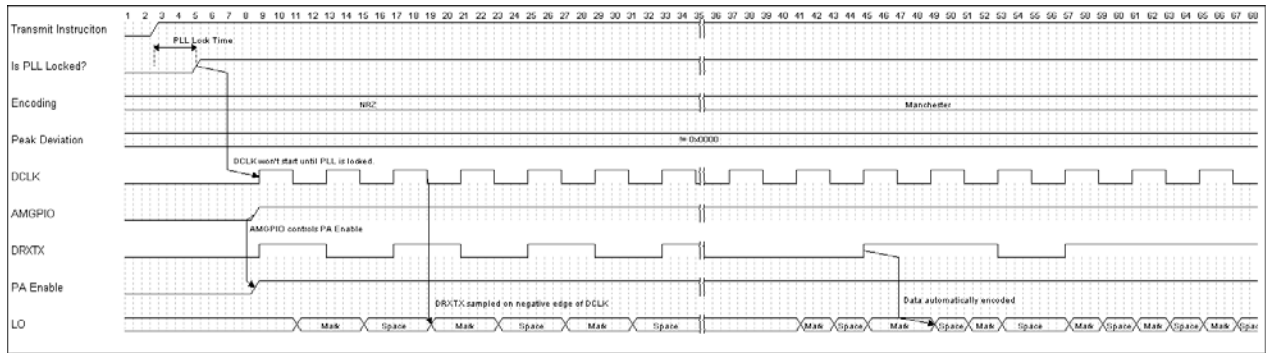 1 2 3 4 5 6 7 8 9 10 11 12 13 14 15 16 17 18 19 20 21 22 23 24 25 26 27 28 29 30 31 32 33 34 35 36 37 38 39 40 41 42 43 44 45 46 47 48 49 50 51 52 53 54 55 56 57 58 59 60 61 62 63 64 65 66 67 68
Transmit Instruciton
PLL Lock Time
Is PLL Locked?
Encoding NRZ Manchester
Peak Deviation != 0x0000
DCLK won't start until PLL is locked.
DCLK
AMGPIO
AMGPIO controls PA Enable
DRXTX
PA Enable
DRXTX sampled on negative edge of DCLK Data automatically encoded
LO Mark Space Mark Space Mark Space Mark Space Mark Space Mark Space Mark Space Mark Space Mark Spac